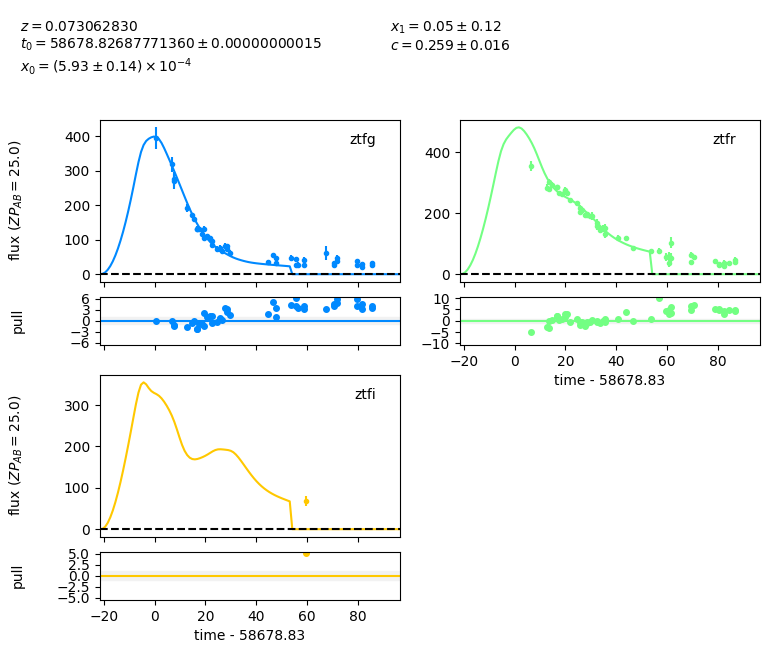 z = 0.073062830
t₀ = 58678.82687771360 ± 0.00000000015
x₀ = (5.93 ± 0.14) × 10⁻⁴
x₁ = 0.05 ± 0.12
c = 0.259 ± 0.016
ztfg
flux (ZP_AB = 25.0)
400
300
200
100
0
pull
6
3
0
−3
−6
ztfr
400
200
0
10
5
0
−5
−10
−20 0 20 40 60 80
time - 58678.83
ztfi
flux (ZP_AB = 25.0)
300
200
100
0
pull
5.0
2.5
0.0
−2.5
−5.0
−20 0 20 40 60 80
time - 58678.83